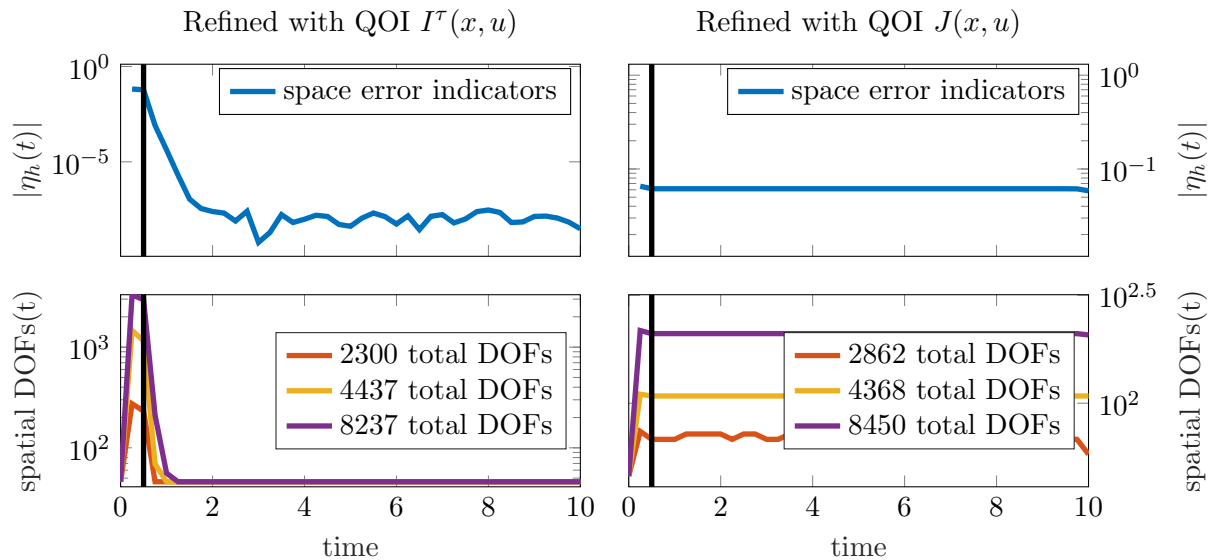 Refined with QOI I^τ(x, u)
Refined with QOI J(x, u)
10^0
10^−5
|η_h(t)|
space error indicators
space error indicators
10^0
10^−1
|η_h(t)|
10^3
10^2
spatial DOFs(t)
2300 total DOFs
4437 total DOFs
8237 total DOFs
0 2 4 6 8 10
time
2862 total DOFs
4368 total DOFs
8450 total DOFs
10^2.5
10^2
spatial DOFs(t)
0 2 4 6 8 10
time